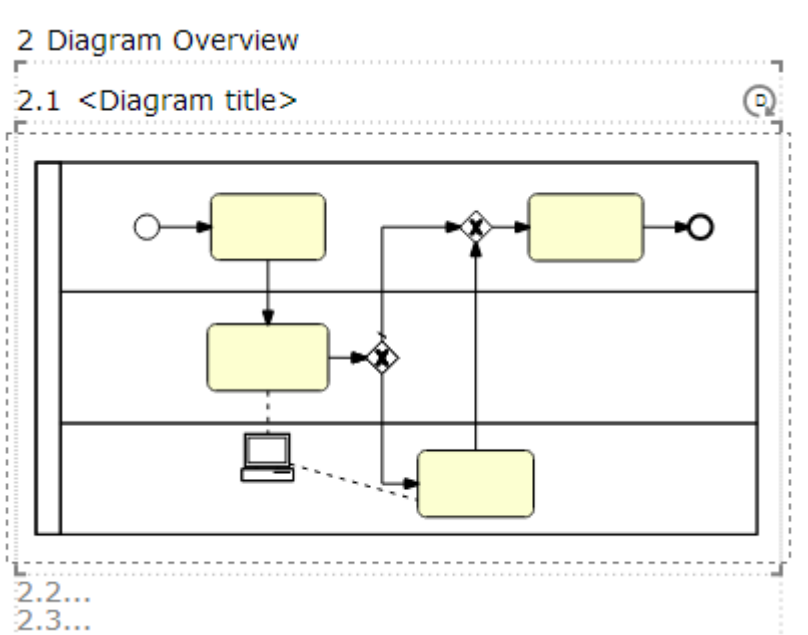 2 Diagram Overview
2.1 <Diagram title>
D
2.2...
2.3...